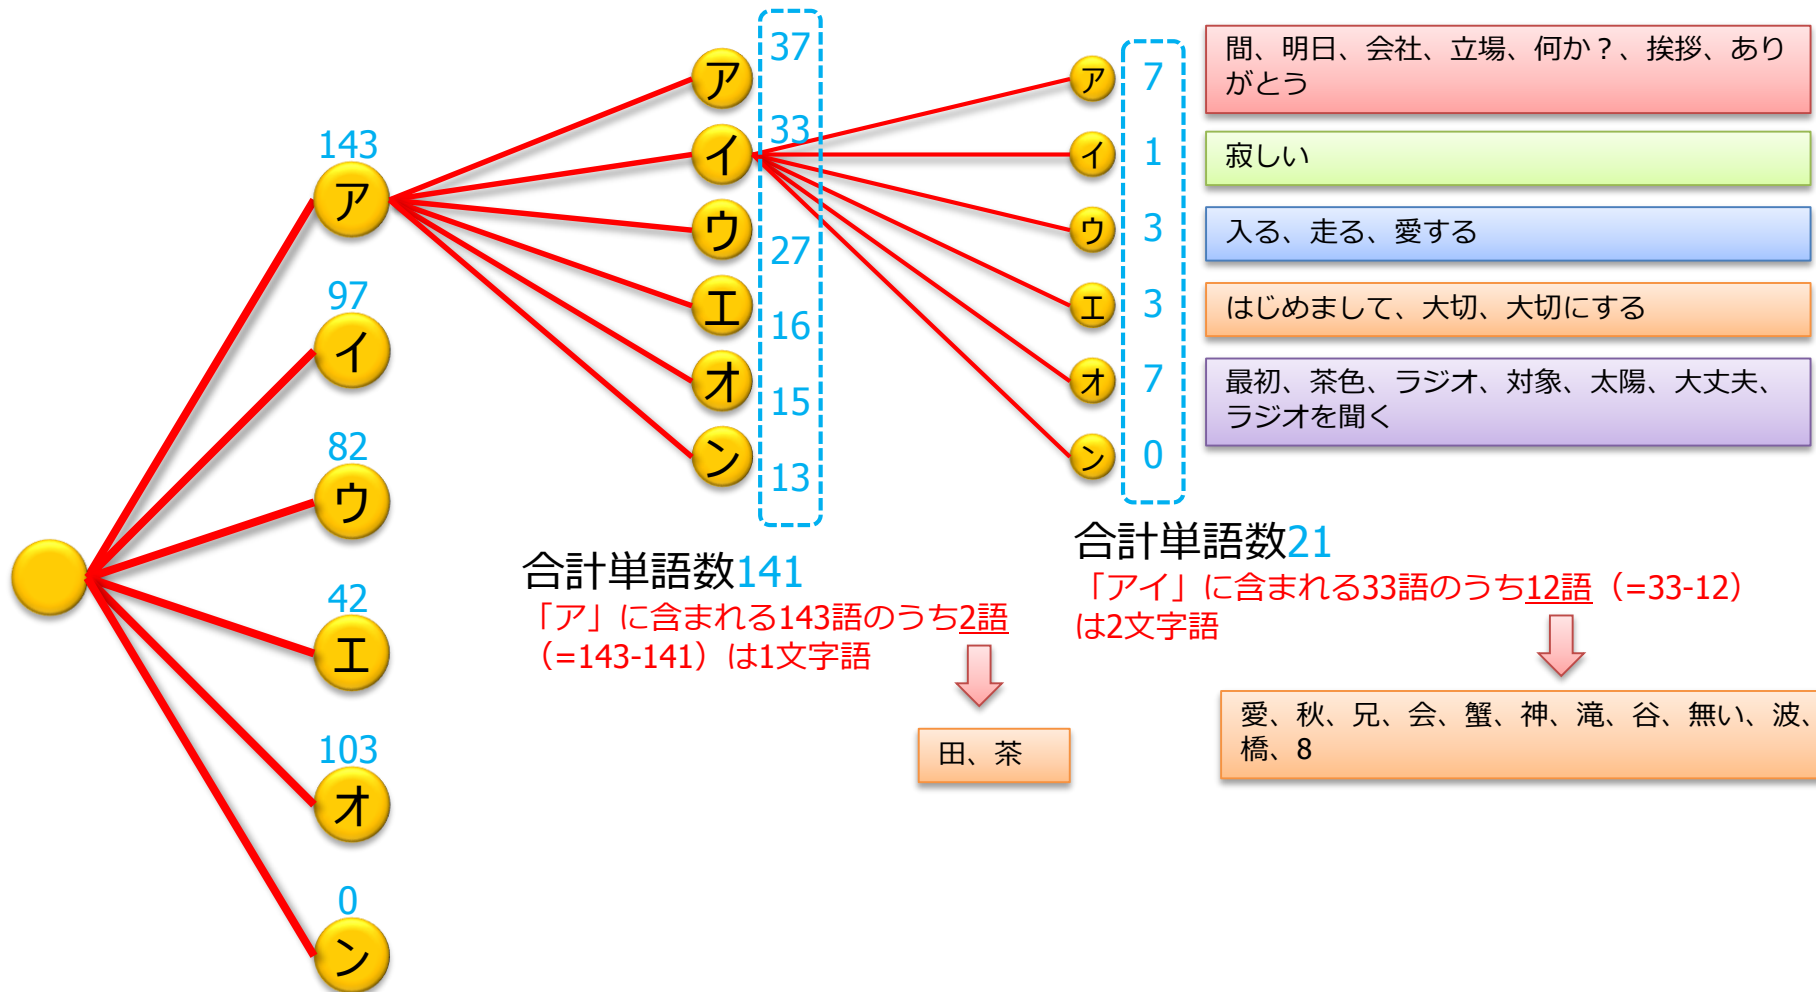 143
ア
97
イ
82
ウ
42
エ
103
オ
0
ン
ア
37
イ
33
ウ
27
エ
16
オ
15
ン
13
合計単語数141
「ア」に含まれる143語のうち2語
（=143-141）は1文字語
田、茶
ア
7
間、明日、会社、立場、何か？、挨拶、あり
がとう
イ
1
寂しい
ウ
3
入る、走る、愛する
エ
3
はじめまして、大切、大切にする
オ
7
最初、茶色、ラジオ、対象、太陽、大丈夫、
ラジオを聞く
ン
0
合計単語数21
「アイ」に含まれる33語のうち12語（=33-12）
は2文字語
愛、秋、兄、会、蟹、神、滝、谷、無い、波、
橋、8